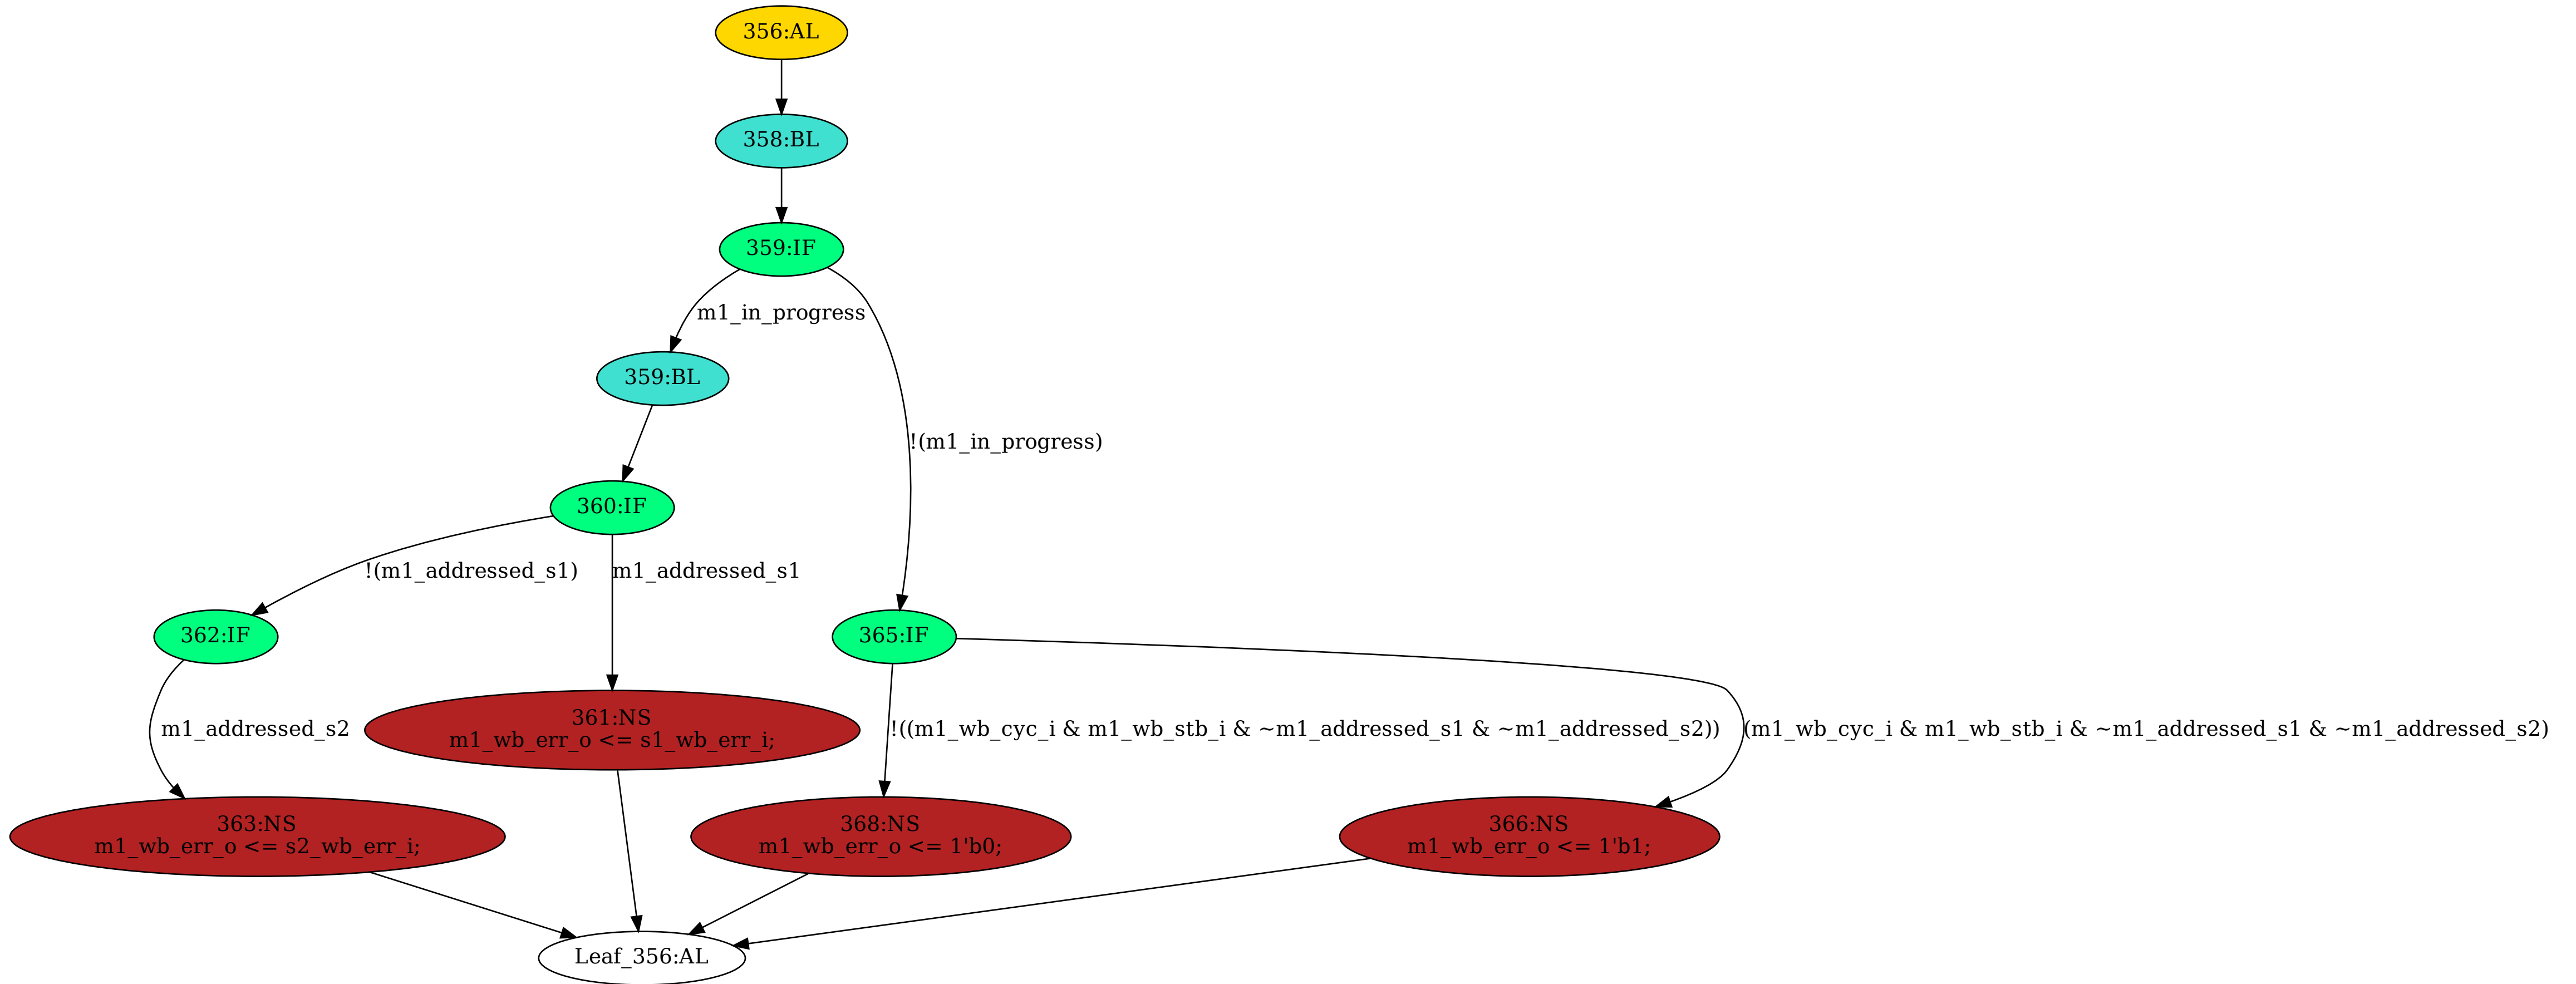 356:AL
358:BL
359:IF
m1_in_progress
359:BL
!(m1_in_progress)
360:IF
!(m1_addressed_s1)
m1_addressed_s1
362:IF
365:IF
m1_addressed_s2
361:NS
m1_wb_err_o <= s1_wb_err_i;
!((m1_wb_cyc_i & m1_wb_stb_i & ~m1_addressed_s1 & ~m1_addressed_s2))
(m1_wb_cyc_i & m1_wb_stb_i & ~m1_addressed_s1 & ~m1_addressed_s2)
363:NS
m1_wb_err_o <= s2_wb_err_i;
368:NS
m1_wb_err_o <= 1'b0;
366:NS
m1_wb_err_o <= 1'b1;
Leaf_356:AL